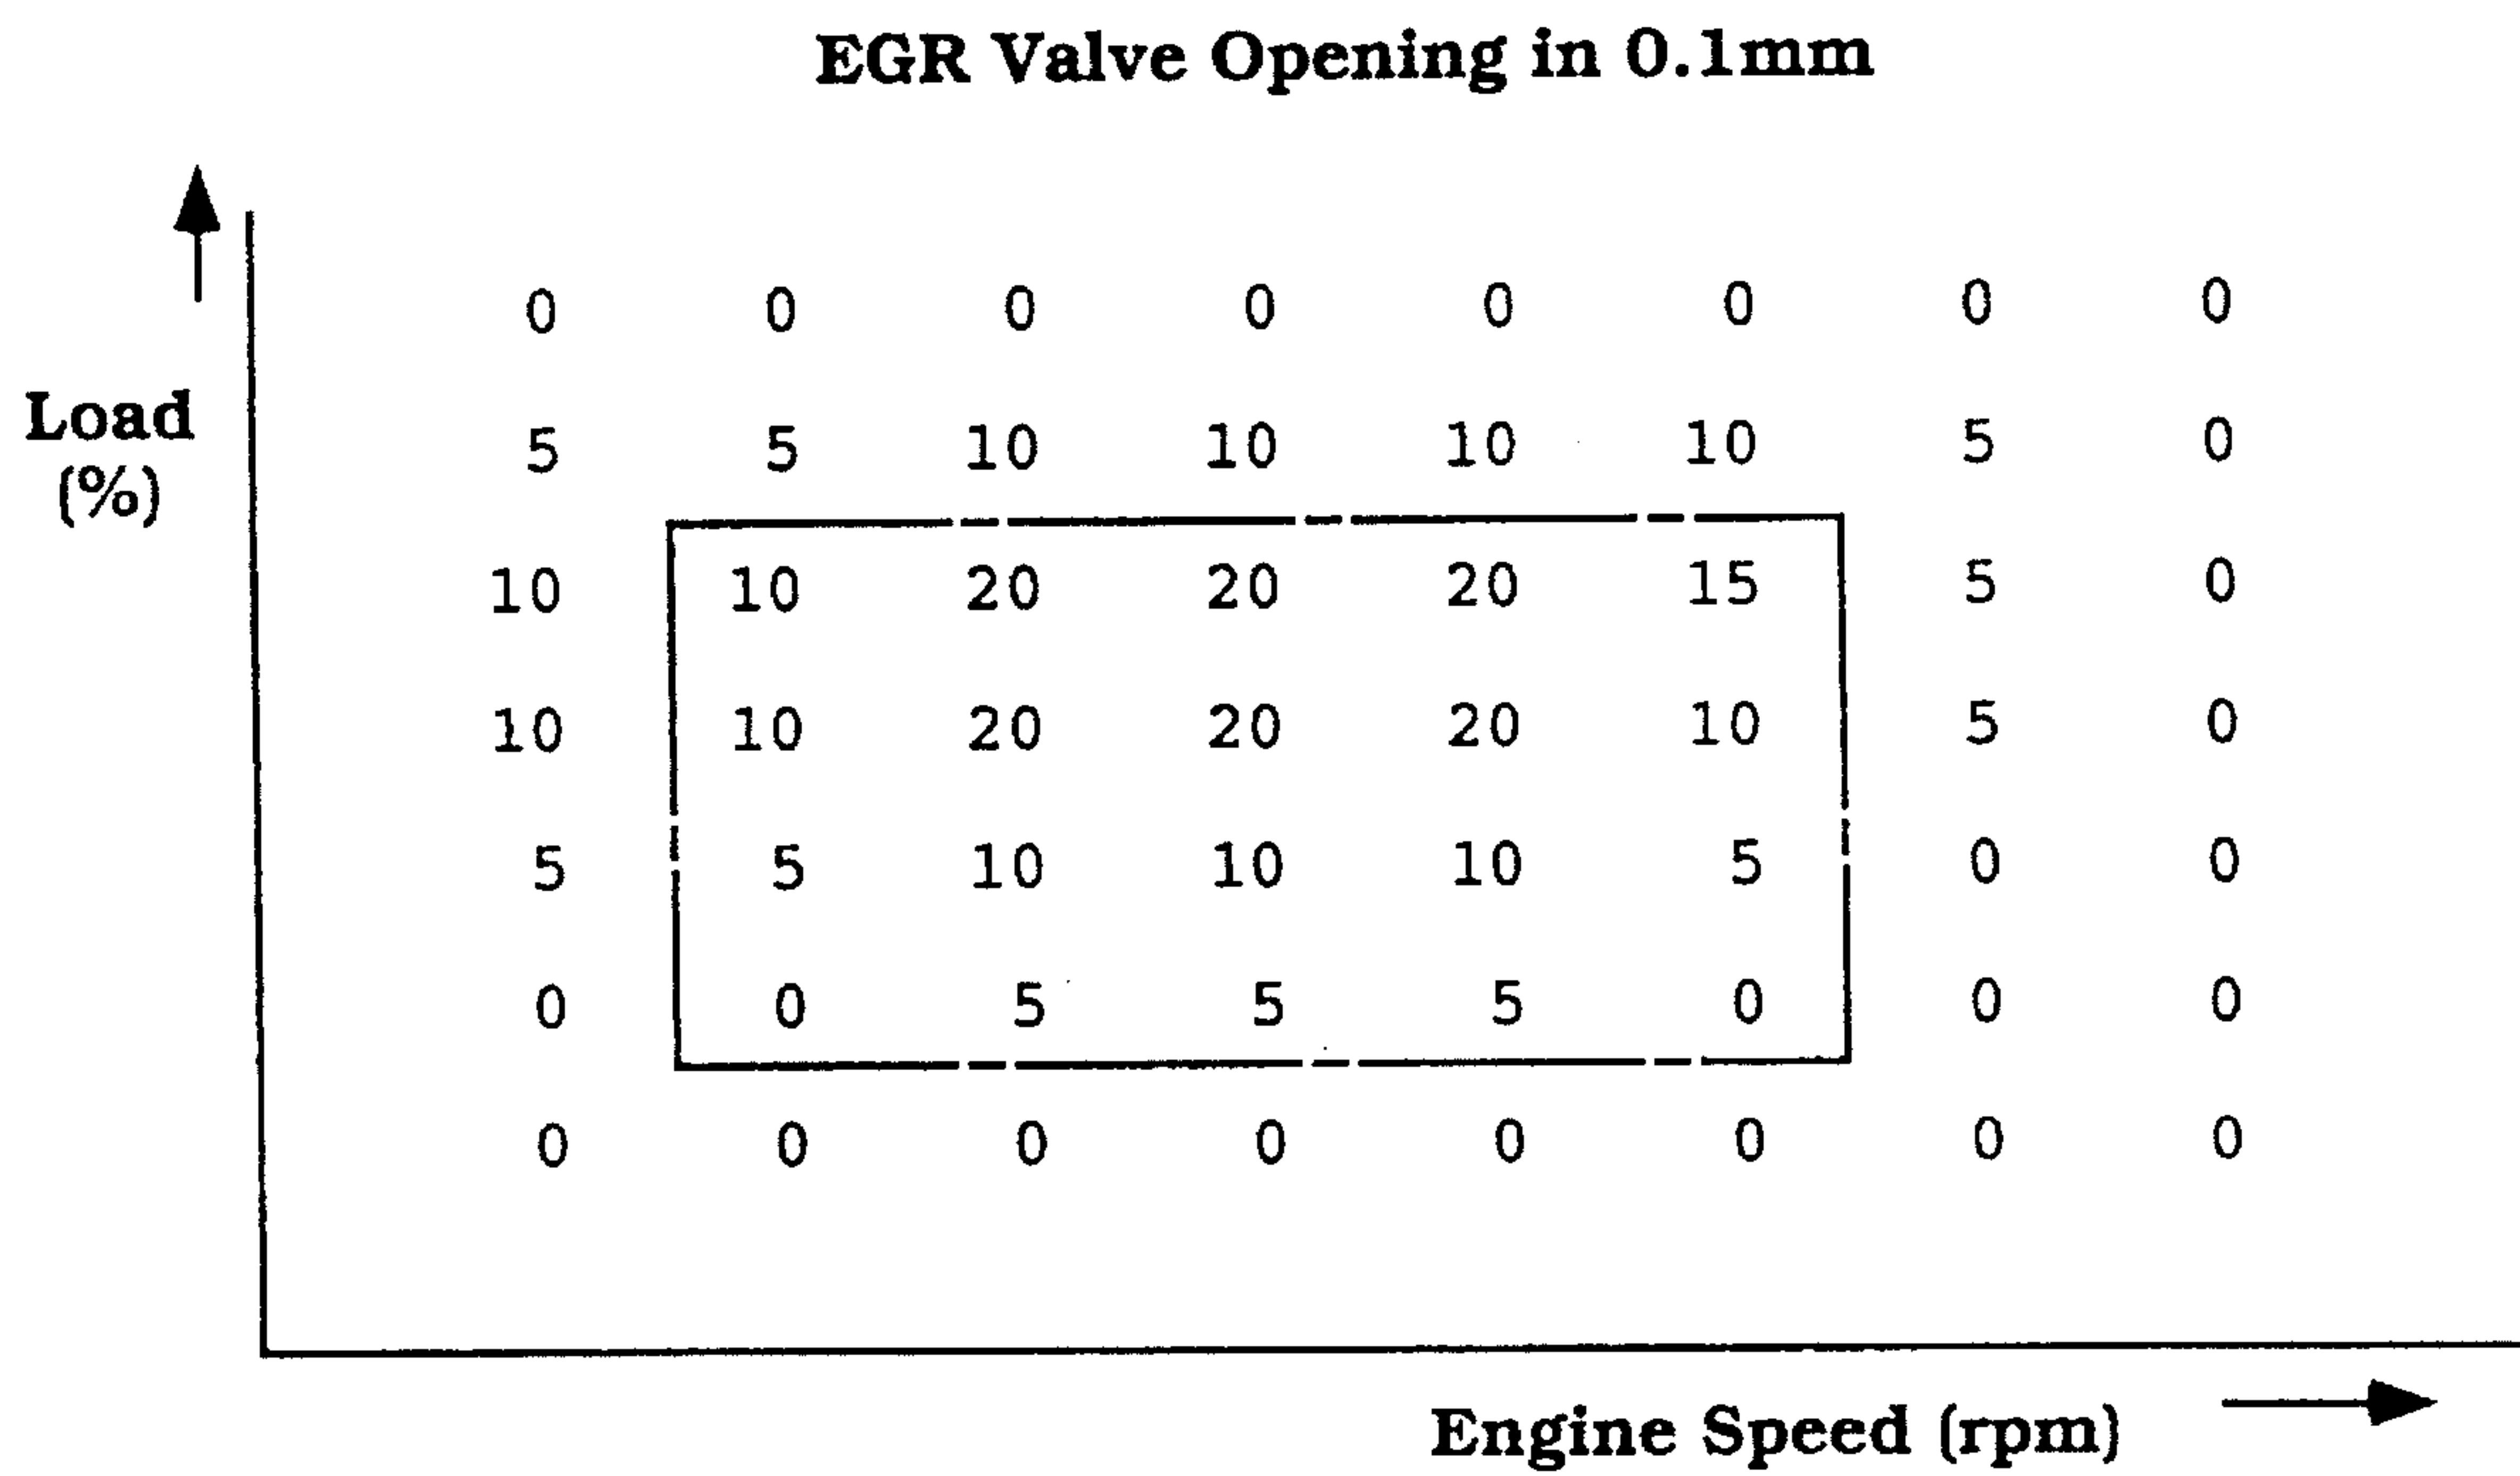 EGR Valve Opening in 0.1mm
0 0 0 0 0 0 0 0
Load
(%)
5 5 10 10 10 10 5 0
10 10 20 20 20 15 5 0
10 10 20 20 20 10 5 0
5 5 10 10 10 5 0 0
0 0 5 5 5 0 0 0
0 0 0 0 0 0 0 0
Engine Speed (rpm)